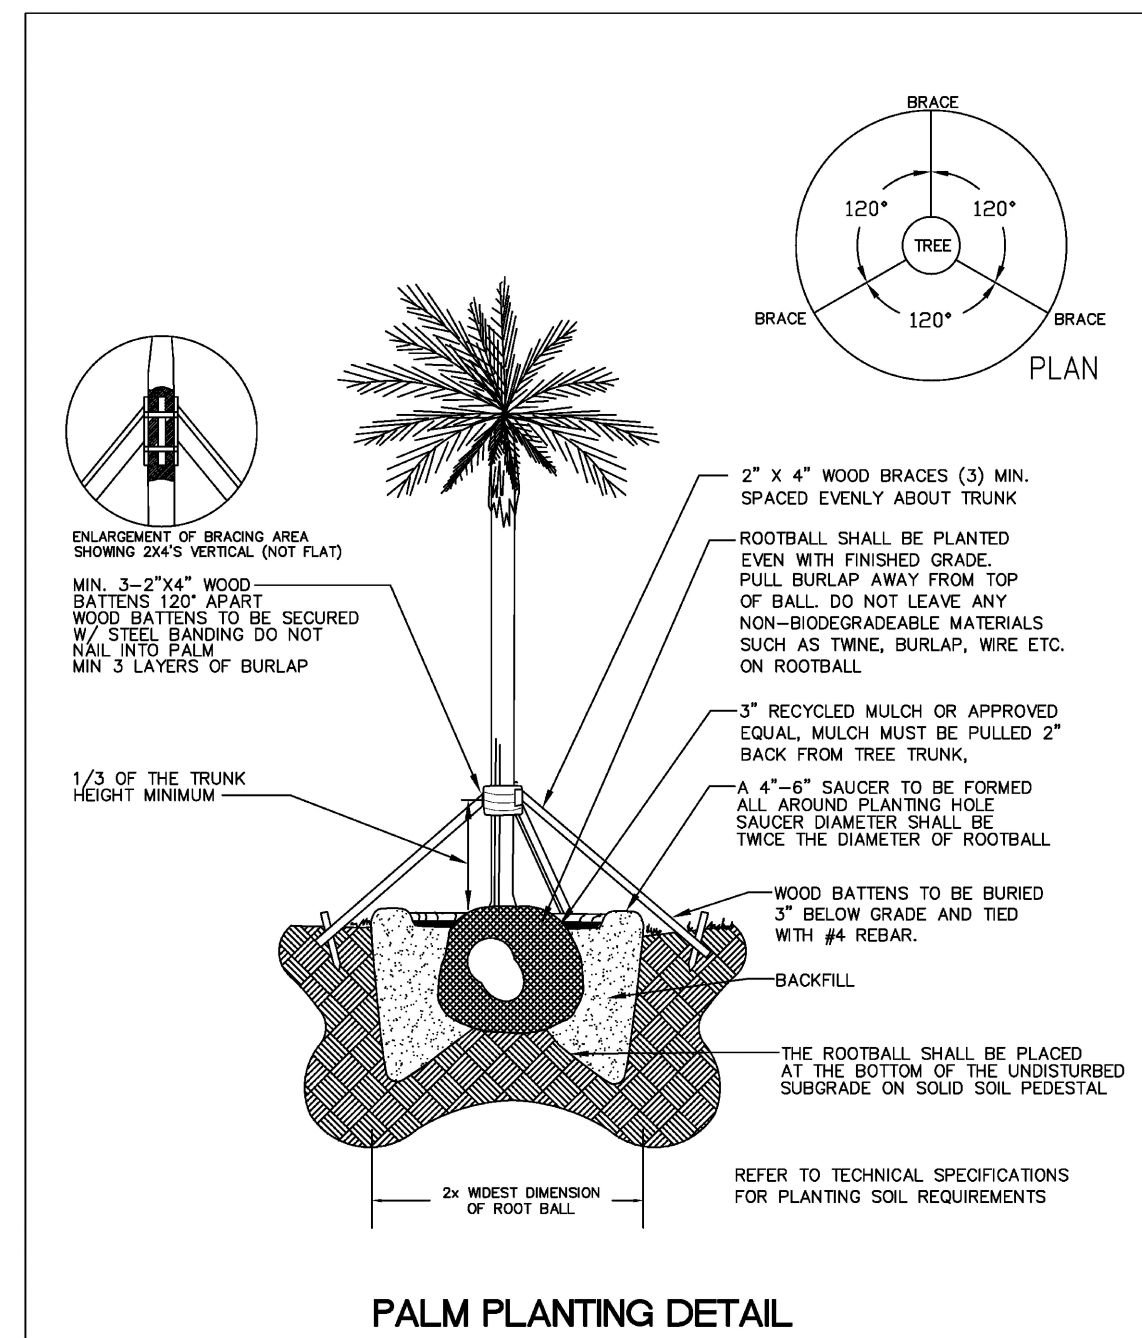 BRACE
120° 120°
TREE
BRACE 120° BRACE
PLAN
ENLARGEMENT OF BRACING AREA
SHOWING 2X4'S VERTICAL (NOT FLAT)
MIN. 3-2"X4" WOOD
BATTENS 120° APART
WOOD BATTENS TO BE SECURED
W/ STEEL BANDING DO NOT
NAIL INTO PALM
MIN 3 LAYERS OF BURLAP
1/3 OF THE TRUNK
HEIGHT MINIMUM
2" X 4" WOOD BRACES (3) MIN.
SPACED EVENLY ABOUT TRUNK
ROOTBALL SHALL BE PLANTED
EVEN WITH FINISHED GRADE.
PULL BURLAP AWAY FROM TOP
OF BALL. DO NOT LEAVE ANY
NON-BIODEGRADEABLE MATERIALS
SUCH AS TWINE, BURLAP, WIRE ETC.
ON ROOTBALL
3" RECYCLED MULCH OR APPROVED
EQUAL, MULCH MUST BE PULLED 2"
BACK FROM TREE TRUNK,
A 4"-6" SAUCER TO BE FORMED
ALL AROUND PLANTING HOLE
SAUCER DIAMETER SHALL BE
TWICE THE DIAMETER OF ROOTBALL
WOOD BATTENS TO BE BURIED
3" BELOW GRADE AND TIED
WITH #4 REBAR.
BACKFILL
THE ROOTBALL SHALL BE PLACED
AT THE BOTTOM OF THE UNDISTURBED
SUBGRADE ON SOLID SOIL PEDESTAL
REFER TO TECHNICAL SPECIFICATIONS
FOR PLANTING SOIL REQUIREMENTS
2x WIDEST DIMENSION
OF ROOT BALL
PALM PLANTING DETAIL